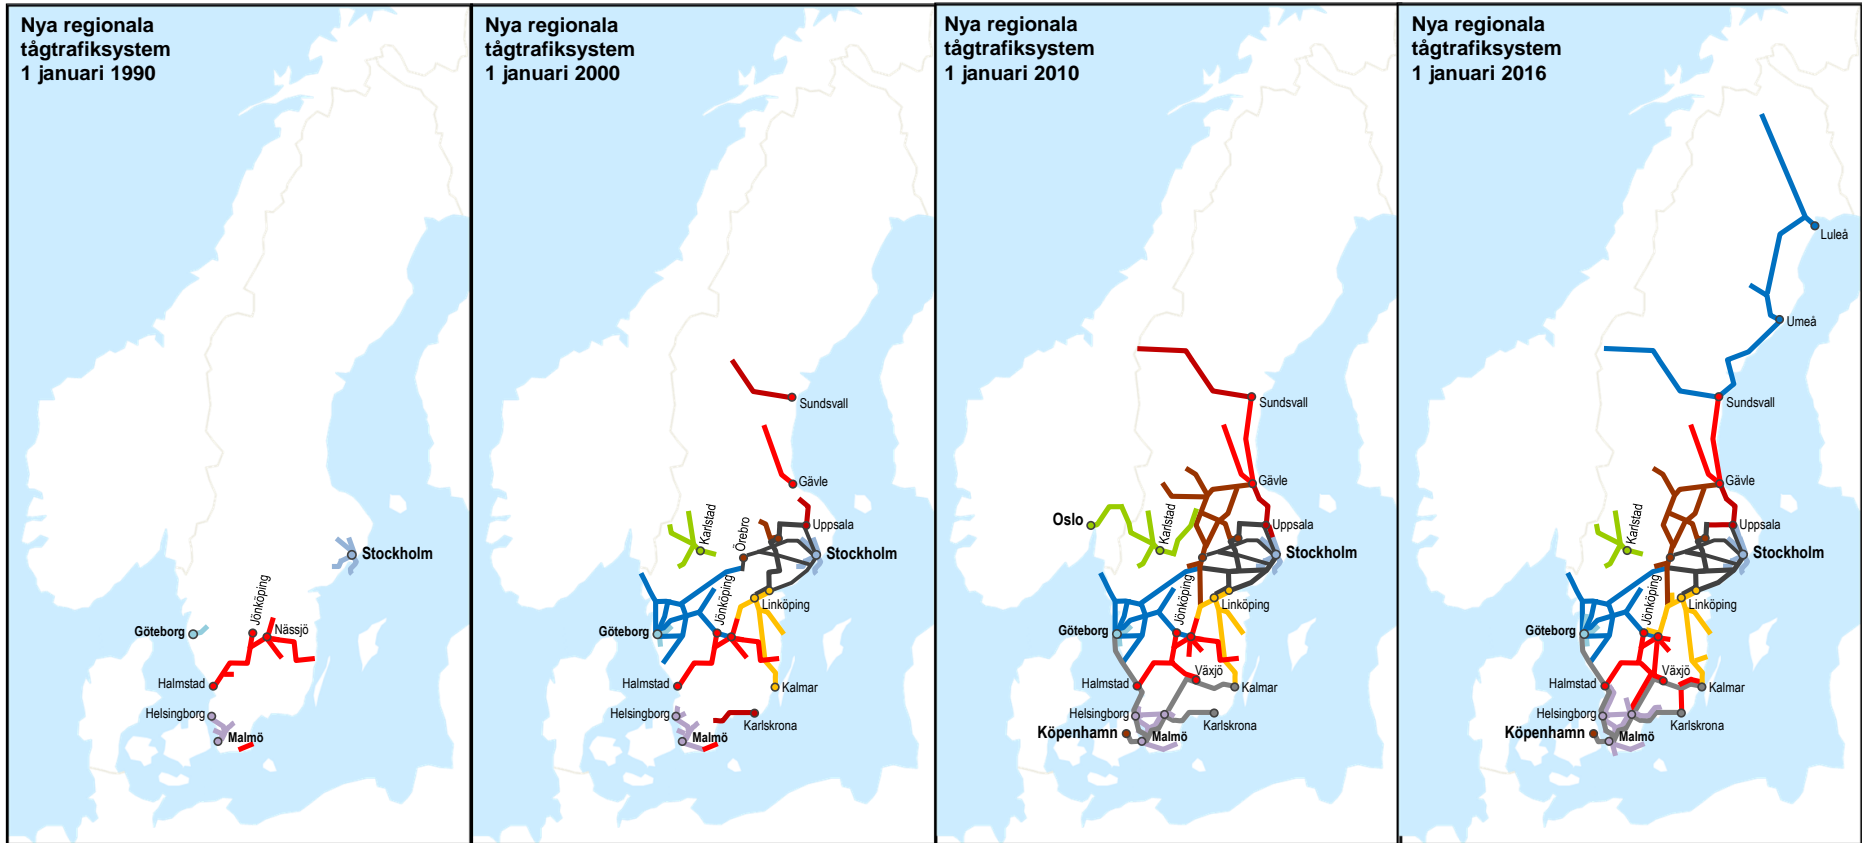 Nya regionala
tågtrafiksystem
1 januari 1990
Stockholm
Jönköping
Nässjö
Göteborg
Halmstad
Helsingborg
Malmö
Nya regionala
tågtrafiksystem
1 januari 2000
Sundsvall
Gävle
Karlstad
Örebro
Uppsala
Stockholm
Jönköping
Linköping
Göteborg
Halmstad
Kalmar
Helsingborg
Karlskrona
Malmö
Nya regionala
tågtrafiksystem
1 januari 2010
Sundsvall
Gävle
Oslo
Karlstad
Uppsala
Stockholm
Jönköping
Linköping
Göteborg
Växjö
Halmstad
Kalmar
Helsingborg
Karlskrona
Köpenhamn
Malmö
Nya regionala
tågtrafiksystem
1 januari 2016
Luleå
Umeå
Sundsvall
Gävle
Karlstad
Uppsala
Stockholm
Jönköping
Linköping
Göteborg
Växjö
Halmstad
Kalmar
Helsingborg
Karlskrona
Köpenhamn
Malmö